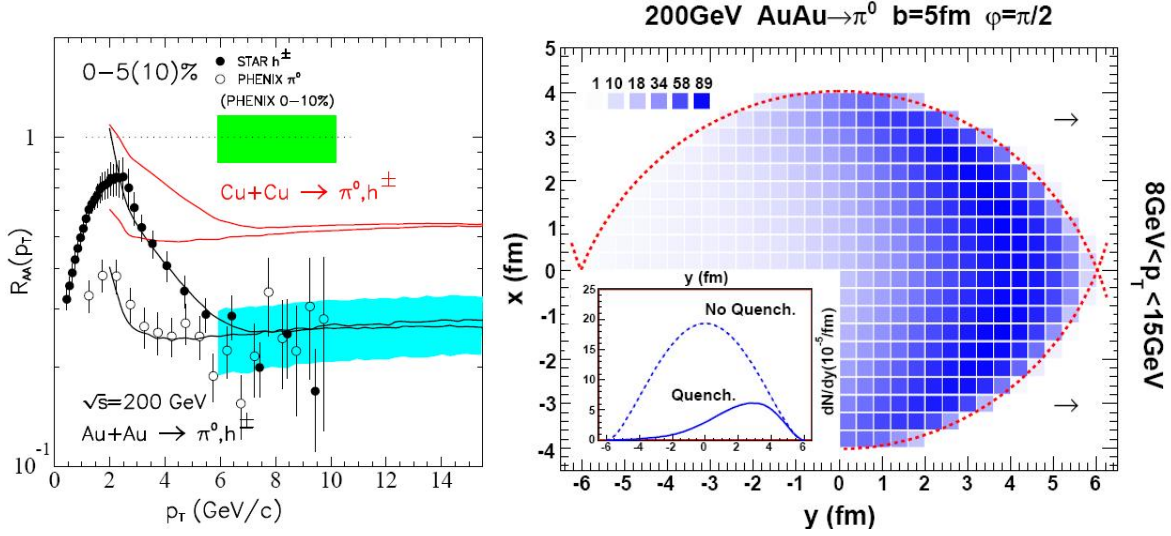 0−5(10)%
● STAR h±
○ PHENIX π⁰
(PHENIX 0−10%)
1
Cu+Cu → π⁰,h±
R_AA(p_T)
√s=200 GeV
Au+Au → π⁰,h±
10⁻¹
0 2 4 6 8 10 12 14
p_T (GeV/c)
200GeV AuAu→π⁰ b=5fm φ=π/2
1 10 18 34 58 89
5
4
3
2
1
0
-1
-2
-3
-4
x (fm)
→
→
8GeV<p_T<15GeV
y (fm)
25
20
15
10
5
0
No Quench.
Quench.
dN/dy(10⁻⁵/fm)
-6 -4 -2 0 2 4 6
-6 -5 -4 -3 -2 -1 0 1 2 3 4 5 6
y (fm)